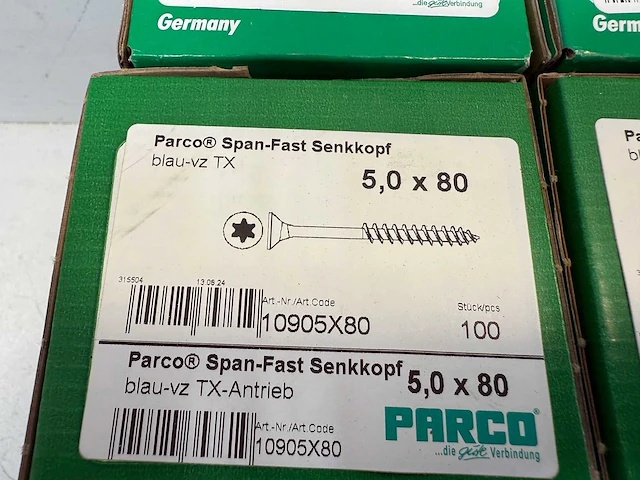 ...die gute Verbindung
Germany
Germ
Parco® Span-Fast Senkkopf
blau-vz TX
5,0 x 80
315504 13.06.24
Art.-Nr./Art.Code
Stück/pcs
10905X80
100
Parco® Span-Fast Senkkopf
blau-vz TX-Antrieb
5,0 x 80
Art.-Nr./Art.Code
10905X80
PARCO®
...die gute Verbindung
Pa
bl